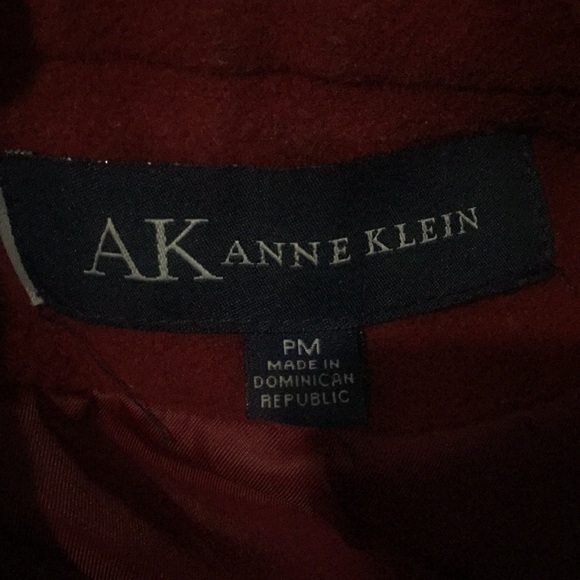 AK ANNE KLEIN
PM
MADE IN
DOMINICAN
REPUBLIC